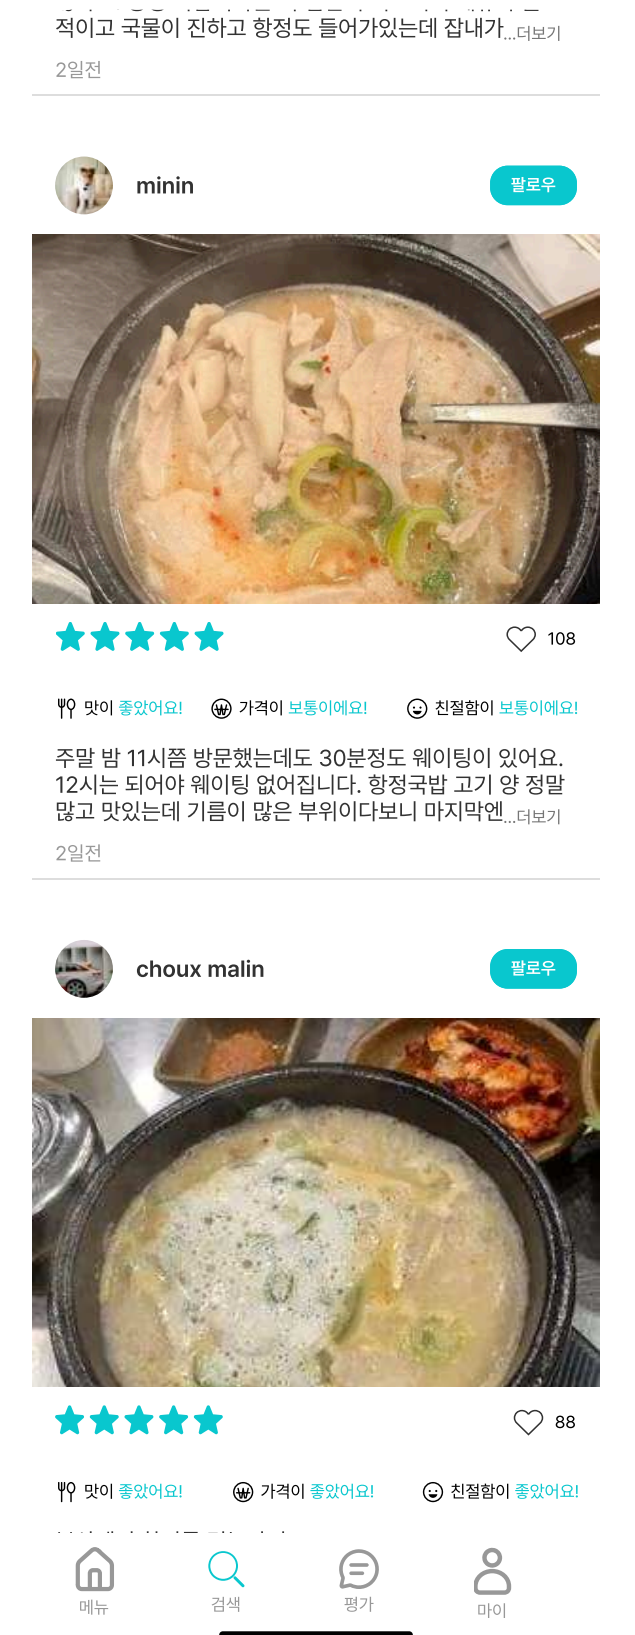 적이고 국물이 진하고 항정도 들어가있는데 잡내가...더보기
2일전
minin
팔로우
108
맛이 좋았어요! 가격이 보통이에요! 친절함이 보통이에요!
주말 밤 11시쯤 방문했는데도 30분정도 웨이팅이 있어요.
12시는 되어야 웨이팅 없어집니다. 항정국밥 고기 양 정말
많고 맛있는데 기름이 많은 부위이다보니 마지막엔...더보기
2일전
choux malin
팔로우
88
맛이 좋았어요! 가격이 좋았어요! 친절함이 좋았어요!
메뉴 검색 평가 마이